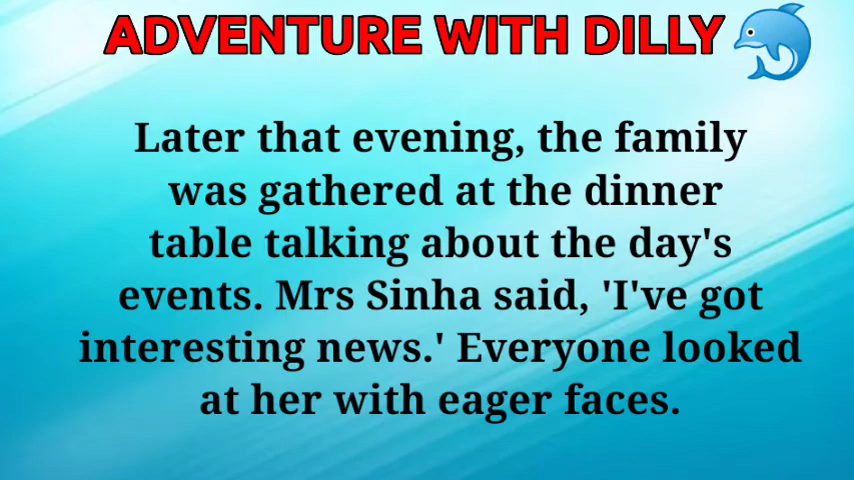 ADVENTURE WITH DILLY
Later that evening, the family
was gathered at the dinner
table talking about the day's
events. Mrs Sinha said, 'I've got
interesting news.' Everyone looked
at her with eager faces.